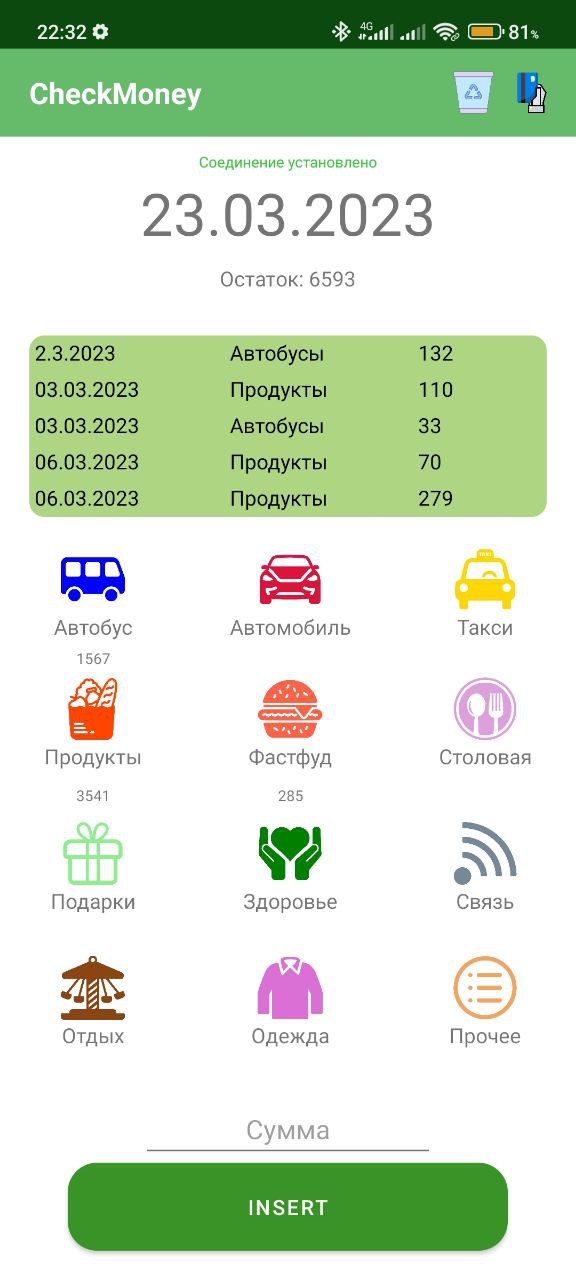 22:32 4G 81%
CheckMoney
Соединение установлено
23.03.2023
Остаток: 6593
2.3.2023 Автобусы 132
03.03.2023 Продукты 110
03.03.2023 Автобусы 33
06.03.2023 Продукты 70
06.03.2023 Продукты 279
TAXI
Автобус Автомобиль Такси
1567
Продукты Фастфуд Столовая
3541 285
Подарки Здоровье Связь
Отдых Одежда Прочее
Сумма
INSERT